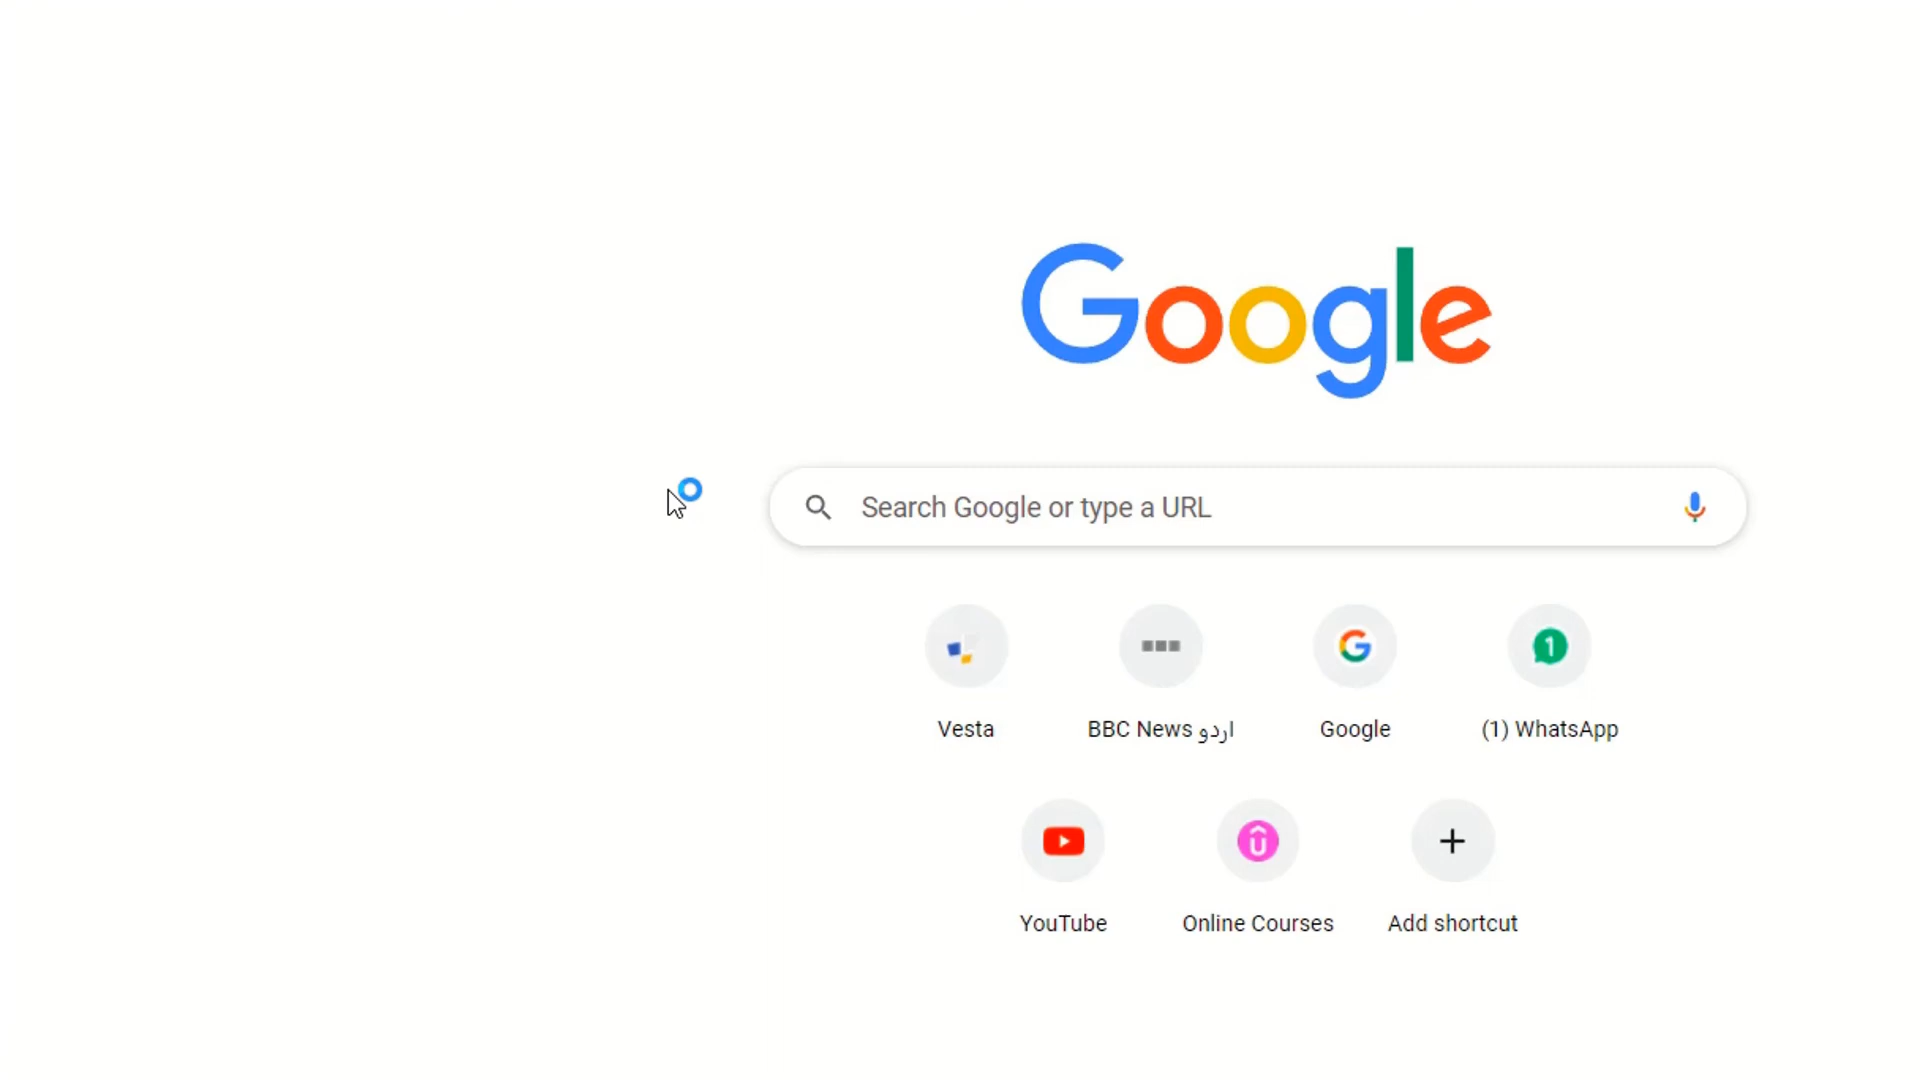 Google
Search Google or type a URL
Vesta
BBC News اردو
Google
(1) WhatsApp
YouTube
Online Courses
Add shortcut